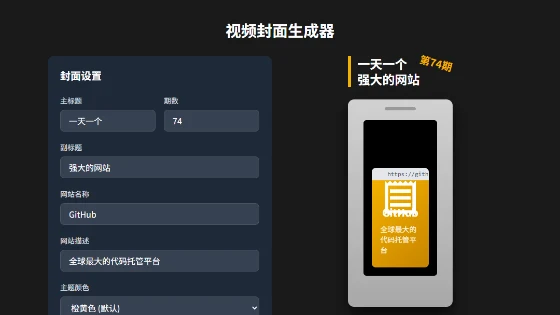 视频封面生成器
封面设置
主标题
期数
一天一个
74
副标题
强大的网站
网站名称
GitHub
网站描述
全球最大的代码托管平台
主题颜色
橙黄色 (默认)
一天一个
第74期
强大的网站
https://gith
GitHub
全球最大的
代码托管平
台